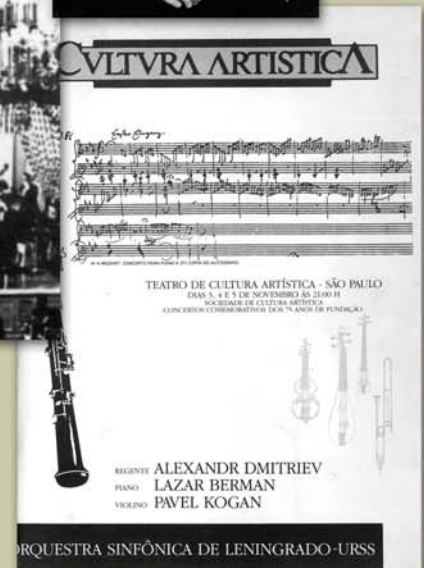 CVLTVRA ARTISTICA
TEATRO DE CULTURA ARTÍSTICA - SÃO PAULO
DIAS 3, 4 E 5 DE NOVEMBRO ÀS 21:00 H
SOCIEDADE DE CULTURA ARTÍSTICA
CONCERTOS COMEMORATIVOS DOS 75 ANOS DE FUNDAÇÃO
REGENTE ALEXANDR DMITRIEV
PIANO LAZAR BERMAN
VIOLINO PAVEL KOGAN
ORQUESTRA SINFÔNICA DE LENINGRADO-URSS